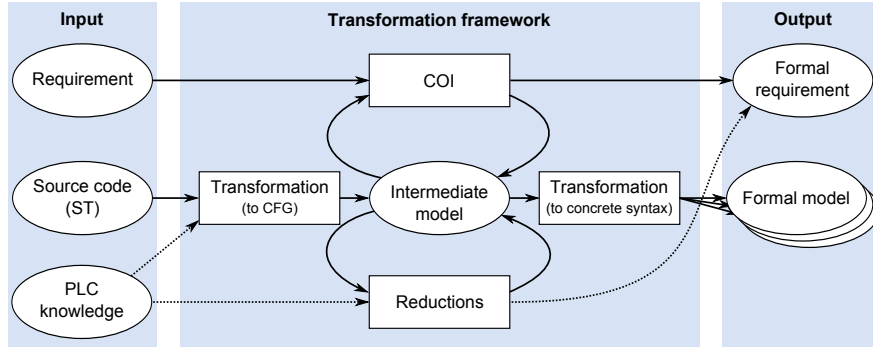 Input
Transformation framework
Output
Requirement
COI
Formal
requirement
Source code
(ST)
Transformation
(to CFG)
Intermediate
model
Transformation
(to concrete syntax)
Formal model
PLC
knowledge
Reductions